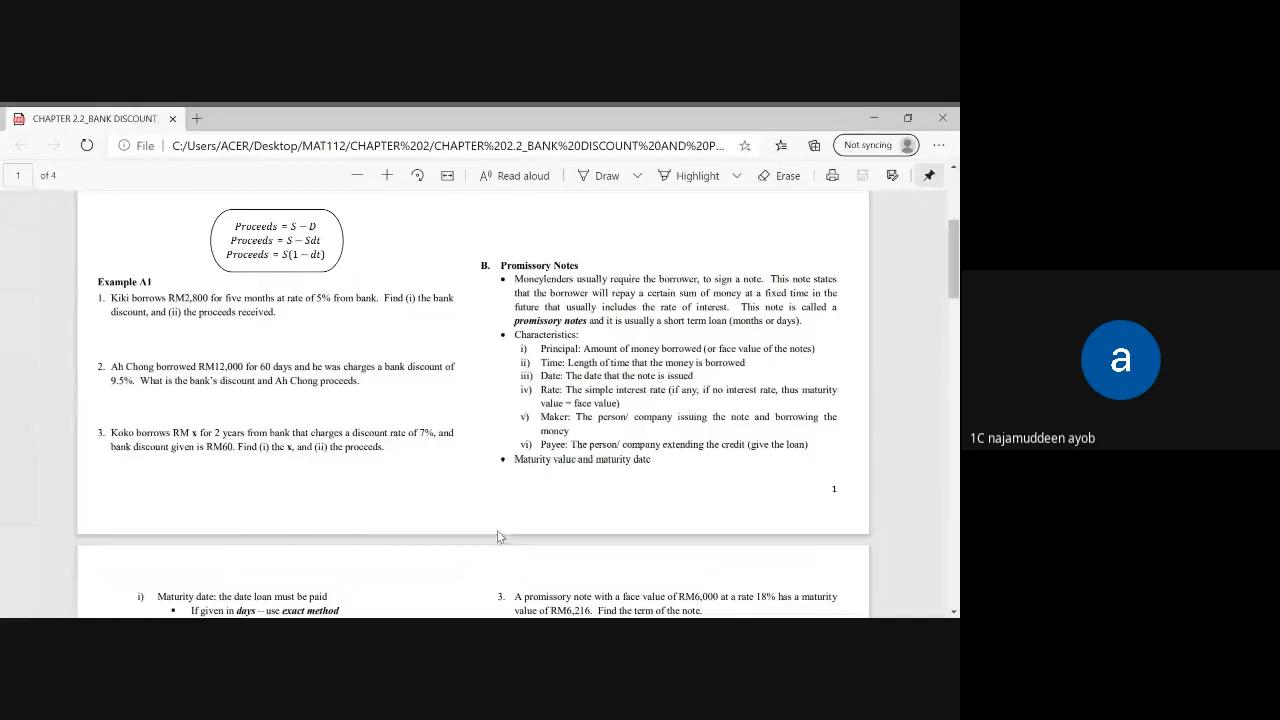 CHAPTER 2.2_BANK DISCOUNT
File
C:/Users/ACER/Desktop/MAT112/CHAPTER%202/CHAPTER%202.2_BANK%20DISCOUNT%20AND%20P...
Not syncing
1 of 4
Read aloud
Draw
Highlight
Erase
Proceeds = S − D
Proceeds = S − Sdt
Proceeds = S(1 − dt)
Example A1
1. Kiki borrows RM2,800 for five months at rate of 5% from bank. Find (i) the bank
discount, and (ii) the proceeds received.
2. Ah Chong borrowed RM12,000 for 60 days and he was charges a bank discount of
9.5%. What is the bank's discount and Ah Chong proceeds.
3. Koko borrows RM x for 2 years from bank that charges a discount rate of 7%, and
bank discount given is RM60. Find (i) the x, and (ii) the proceeds.
B. Promissory Notes
• Moneylenders usually require the borrower, to sign a note. This note states
that the borrower will repay a certain sum of money at a fixed time in the
future that usually includes the rate of interest. This note is called a
promissory notes and it is usually a short term loan (months or days).
• Characteristics:
i) Principal: Amount of money borrowed (or face value of the notes)
ii) Time: Length of time that the money is borrowed
iii) Date: The date that the note is issued
iv) Rate: The simple interest rate (if any, if no interest rate, thus maturity
value = face value)
v) Maker: The person/ company issuing the note and borrowing the
money
vi) Payee: The person/ company extending the credit (give the loan)
• Maturity value and maturity date
1
i) Maturity date: the date loan must be paid
▪ If given in days – use exact method
3. A promissory note with a face value of RM6,000 at a rate 18% has a maturity
value of RM6,216. Find the term of the note.
a
1C najamuddeen ayob